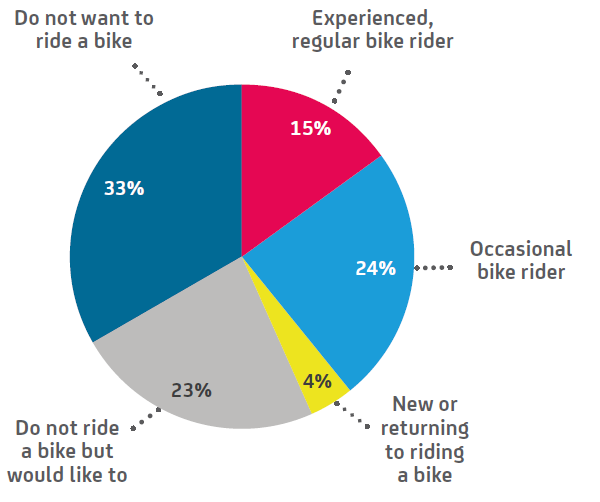 Do not want to
ride a bike
Experienced,
regular bike rider
15%
33%
24%
Occasional
bike rider
4%
23%
New or
returning
to riding
a bike
Do not ride
a bike but
would like to